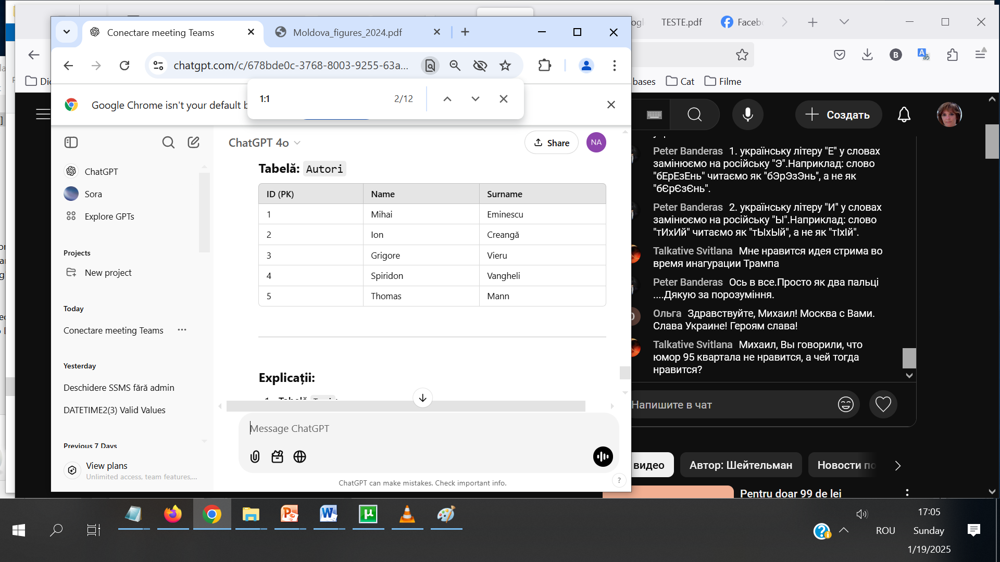 Conectare meeting Teams
Moldova_figures_2024.pdf
ogl
TESTE.pdf
Faceb
chatgpt.com/c/678bde0c-3768-8003-9255-63a...
Dic
bases
Cat
Filme
1:1
2/12
Google Chrome isn't your default b
Создать
ChatGPT 4o
Share
NA
ChatGPT
Sora
Explore GPTs
Projects
New project
Today
Conectare meeting Teams
Yesterday
Deschidere SSMS fără admin
DATETIME2(3) Valid Values
Previous 7 Days
View plans
Unlimited access, team features,...
Tabelă: Autori
ID (PK) Name Surname
1 Mihai Eminescu
2 Ion Creangă
3 Grigore Vieru
4 Spiridon Vangheli
5 Thomas Mann
Explicații:
1. Tabelă
Message ChatGPT
ChatGPT can make mistakes. Check important info.
?
Peter Banderas 1. українську літеру "Е" у словах
замінюємо на російську "Э".Наприклад: слово
"бЕрЕзЕнь" читаємо як "бЭрЭзЭнь", а не як
"бЄрЄзЄнь".
Peter Banderas 2. українську літеру "И" у словах
замінюємо на російську "Ы".Наприклад: слово
"тИхИй" читаємо як "тЫхЫй", а не як "тІхІй".
Talkative Svitlana Мне нравится идея стрима во
время инагурации Трампа
Peter Banderas Ось в все.Просто як два пальці
....Дякую за порозуміння.
Ольга Здравствуйте, Михаил! Москва с Вами.
Слава Украине! Героям слава!
Talkative Svitlana Михаил, Вы говорили, что
юмор 95 квартала не нравится, а чей тогда
нравится?
Напишите в чат
видео
Автор: Шейтельман
Новости по
Pentru doar 99 de lei
17:05
ROU
Sunday
1/19/2025